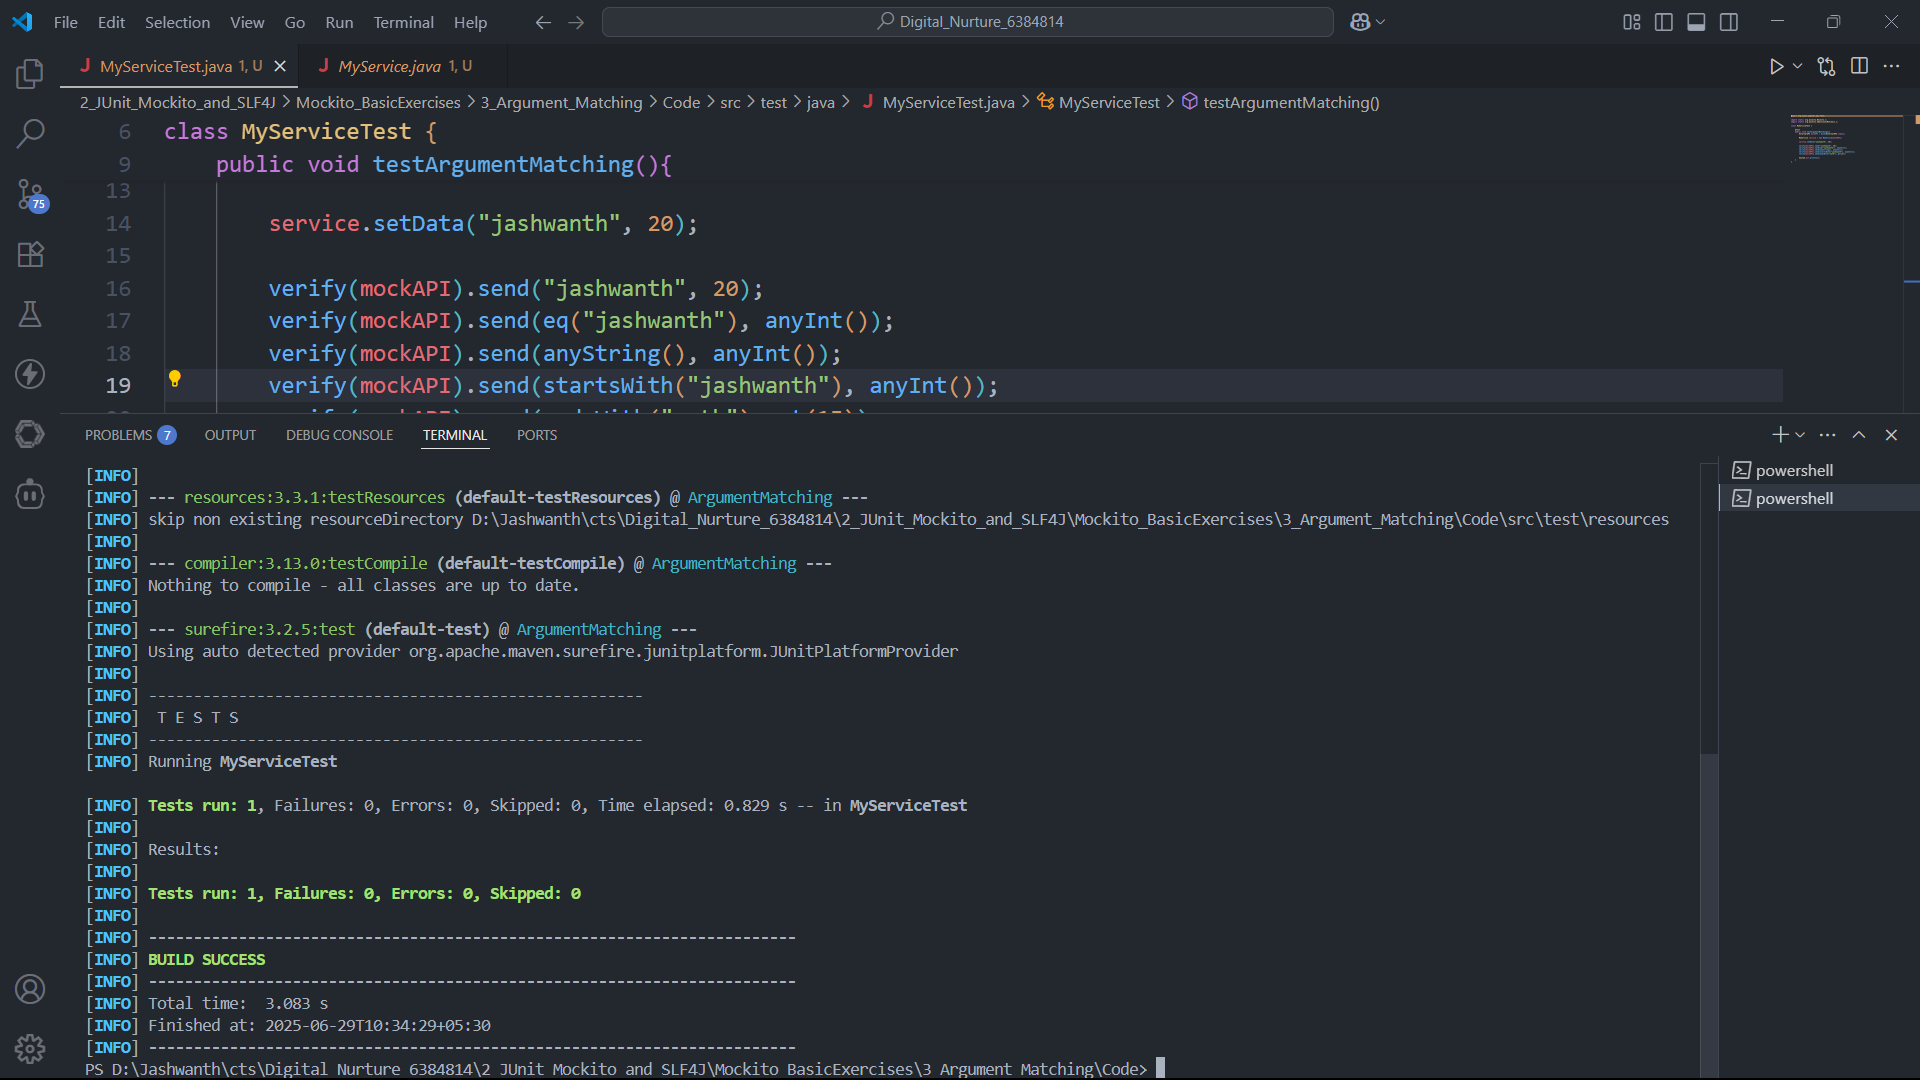 File Edit Selection View Go Run Terminal Help
Digital_Nurture_6384814
MyServiceTest.java 1, U
MyService.java 1, U
2_JUnit_Mockito_and_SLF4J > Mockito_BasicExercises > 3_Argument_Matching > Code > src > test > java > MyServiceTest.java > MyServiceTest > testArgumentMatching()
6 class MyServiceTest {
9 public void testArgumentMatching(){
13
14 service.setData("jashwanth", 20);
15
16 verify(mockAPI).send("jashwanth", 20);
17 verify(mockAPI).send(eq("jashwanth"), anyInt());
18 verify(mockAPI).send(anyString(), anyInt());
19 verify(mockAPI).send(startsWith("jashwanth"), anyInt());
75
PROBLEMS 7 OUTPUT DEBUG CONSOLE TERMINAL PORTS
powershell
powershell
[INFO]
[INFO] --- resources:3.3.1:testResources (default-testResources) @ ArgumentMatching ---
[INFO] skip non existing resourceDirectory D:\Jashwanth\cts\Digital_Nurture_6384814\2_JUnit_Mockito_and_SLF4J\Mockito_BasicExercises\3_Argument_Matching\Code\src\test\resources
[INFO]
[INFO] --- compiler:3.13.0:testCompile (default-testCompile) @ ArgumentMatching ---
[INFO] Nothing to compile - all classes are up to date.
[INFO]
[INFO] --- surefire:3.2.5:test (default-test) @ ArgumentMatching ---
[INFO] Using auto detected provider org.apache.maven.surefire.junitplatform.JUnitPlatformProvider
[INFO]
[INFO] -------------------------------------------------------
[INFO]  T E S T S
[INFO] -------------------------------------------------------
[INFO] Running MyServiceTest
[INFO] Tests run: 1, Failures: 0, Errors: 0, Skipped: 0, Time elapsed: 0.829 s -- in MyServiceTest
[INFO]
[INFO] Results:
[INFO]
[INFO] Tests run: 1, Failures: 0, Errors: 0, Skipped: 0
[INFO]
[INFO] ------------------------------------------------------------------------
[INFO] BUILD SUCCESS
[INFO] ------------------------------------------------------------------------
[INFO] Total time:  3.083 s
[INFO] Finished at: 2025-06-29T10:34:29+05:30
[INFO] ------------------------------------------------------------------------
PS D:\Jashwanth\cts\Digital_Nurture_6384814\2_JUnit_Mockito_and_SLF4J\Mockito_BasicExercises\3_Argument_Matching\Code>